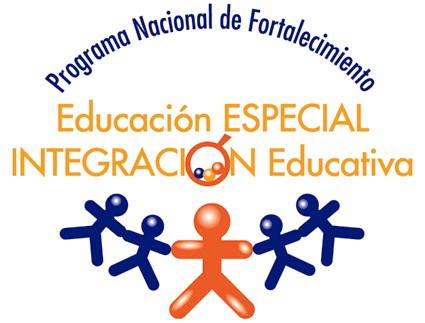 Programa Nacional de Fortalecimiento
Educación ESPECIAL
INTEGRACIÓN Educativa